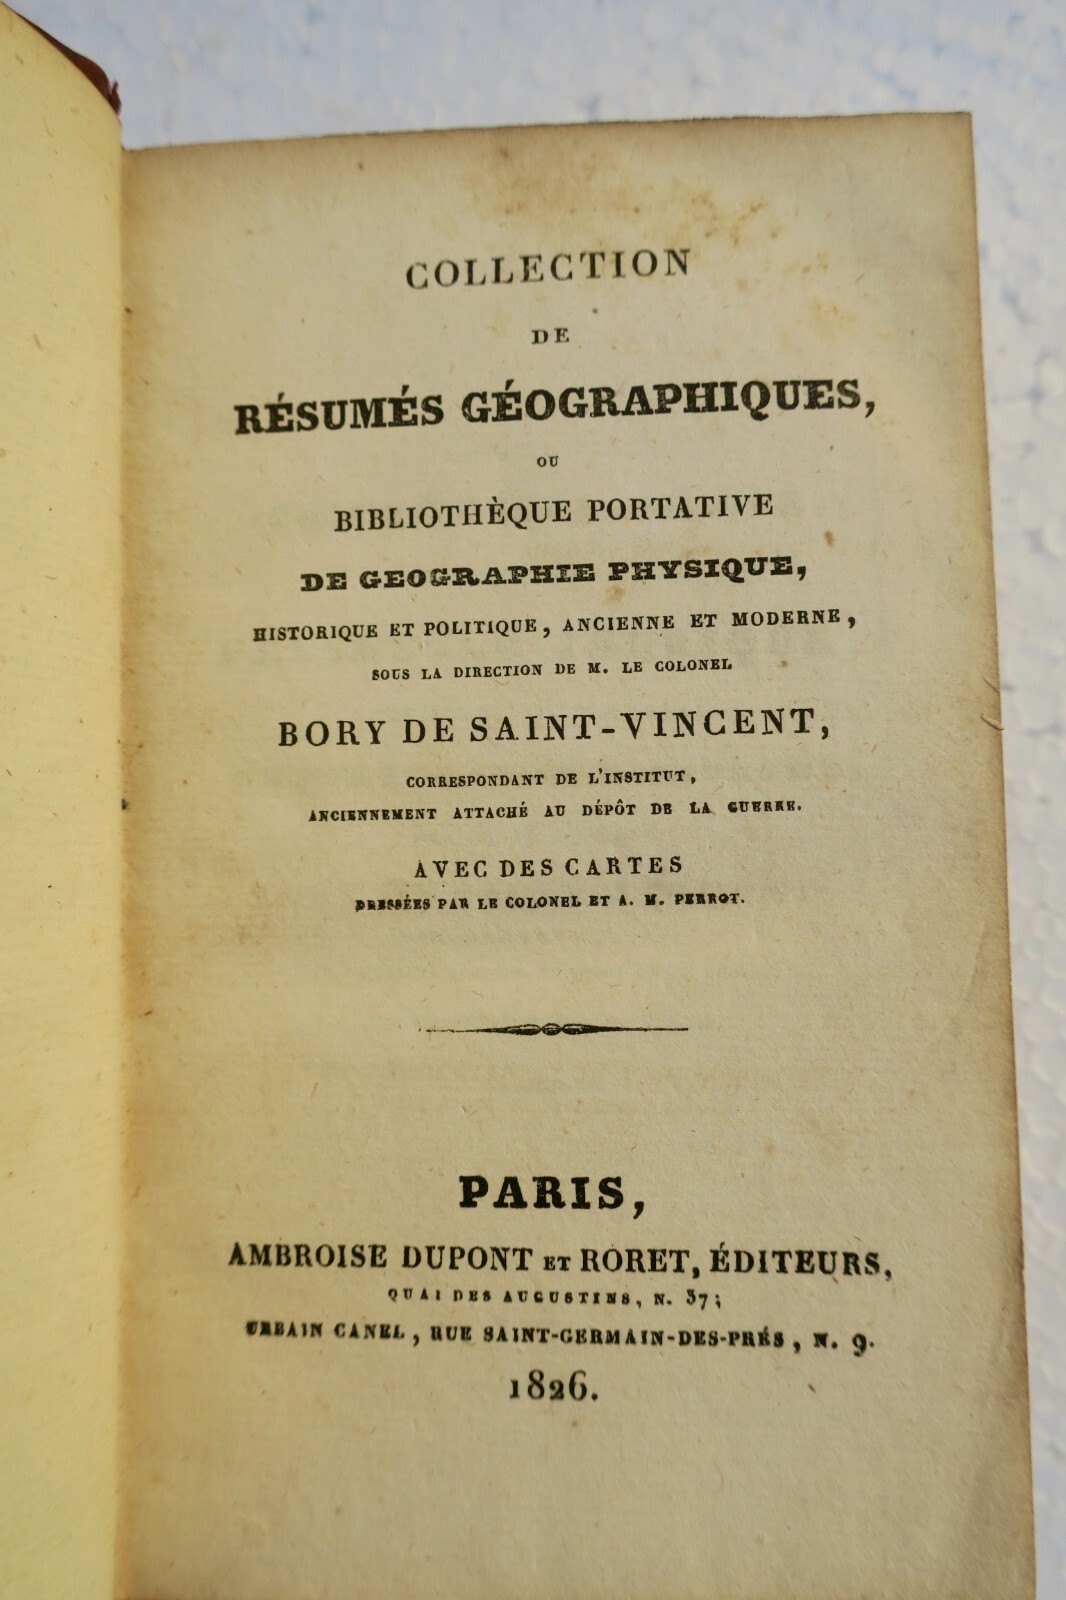 COLLECTION
DE
RÉSUMÉS GÉOGRAPHIQUES,
OU
BIBLIOTHÈQUE PORTATIVE
DE GEOGRAPHIE PHYSIQUE,
HISTORIQUE ET POLITIQUE, ANCIENNE ET MODERNE,
SOUS LA DIRECTION DE M. LE COLONEL
BORY DE SAINT-VINCENT,
CORRESPONDANT DE L'INSTITUT,
ANCIENNEMENT ATTACHÉ AU DÉPÔT DE LA GUERRE.
AVEC DES CARTES
DRESSÉES PAR LE COLONEL ET A. M. PERROT.
PARIS,
AMBROISE DUPONT ET RORET, ÉDITEURS,
QUAI DES AUGUSTINS, N. 37;
URBAIN CANEL, RUE SAINT-GERMAIN-DES-PRÉS, N. 9.
1826.